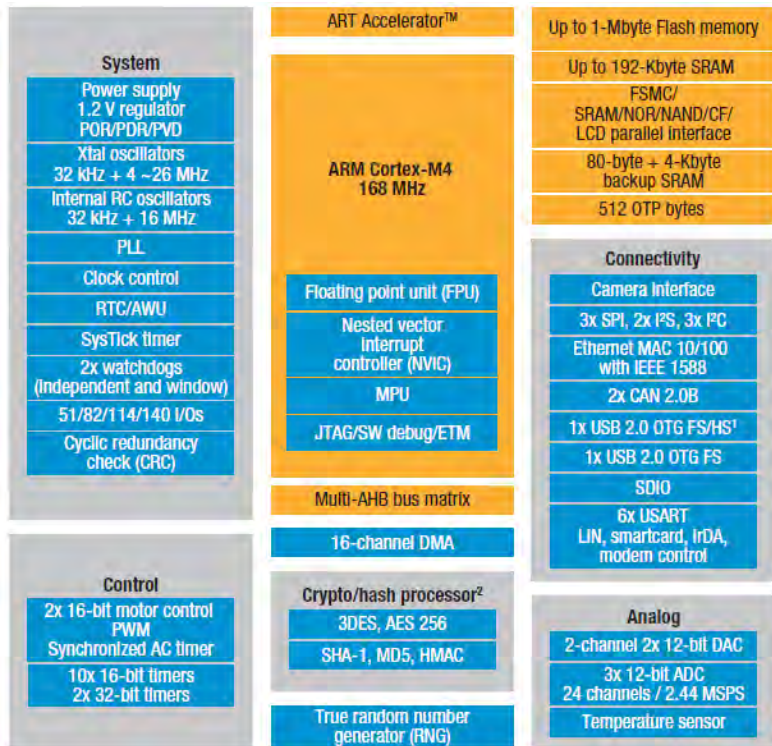 System
Power supply
1.2 V regulator
POR/PDR/PVD
Xtal oscillators
32 kHz + 4 ~26 MHz
Internal RC oscillators
32 kHz + 16 MHz
PLL
Clock control
RTC/AWU
SysTick timer
2x watchdogs
(independent and window)
51/82/114/140 I/Os
Cyclic redundancy
check (CRC)
Control
2x 16-bit motor control
PWM
Synchronized AC timer
10x 16-bit timers
2x 32-bit timers
ART Accelerator™
ARM Cortex-M4
168 MHz
Floating point unit (FPU)
Nested vector
interrupt
controller (NVIC)
MPU
JTAG/SW debug/ETM
Multi-AHB bus matrix
16-channel DMA
Crypto/hash processor²
3DES, AES 256
SHA-1, MD5, HMAC
True random number
generator (RNG)
Up to 1-Mbyte Flash memory
Up to 192-Kbyte SRAM
FSMC/
SRAM/NOR/NAND/CF/
LCD parallel interface
80-byte + 4-Kbyte
backup SRAM
512 OTP bytes
Connectivity
Camera interface
3x SPI, 2x I²S, 3x I²C
Ethernet MAC 10/100
with IEEE 1588
2x CAN 2.0B
1x USB 2.0 OTG FS/HS¹
1x USB 2.0 OTG FS
SDIO
6x USART
LIN, smartcard, IrDA,
modem control
Analog
2-channel 2x 12-bit DAC
3x 12-bit ADC
24 channels / 2.44 MSPS
Temperature sensor